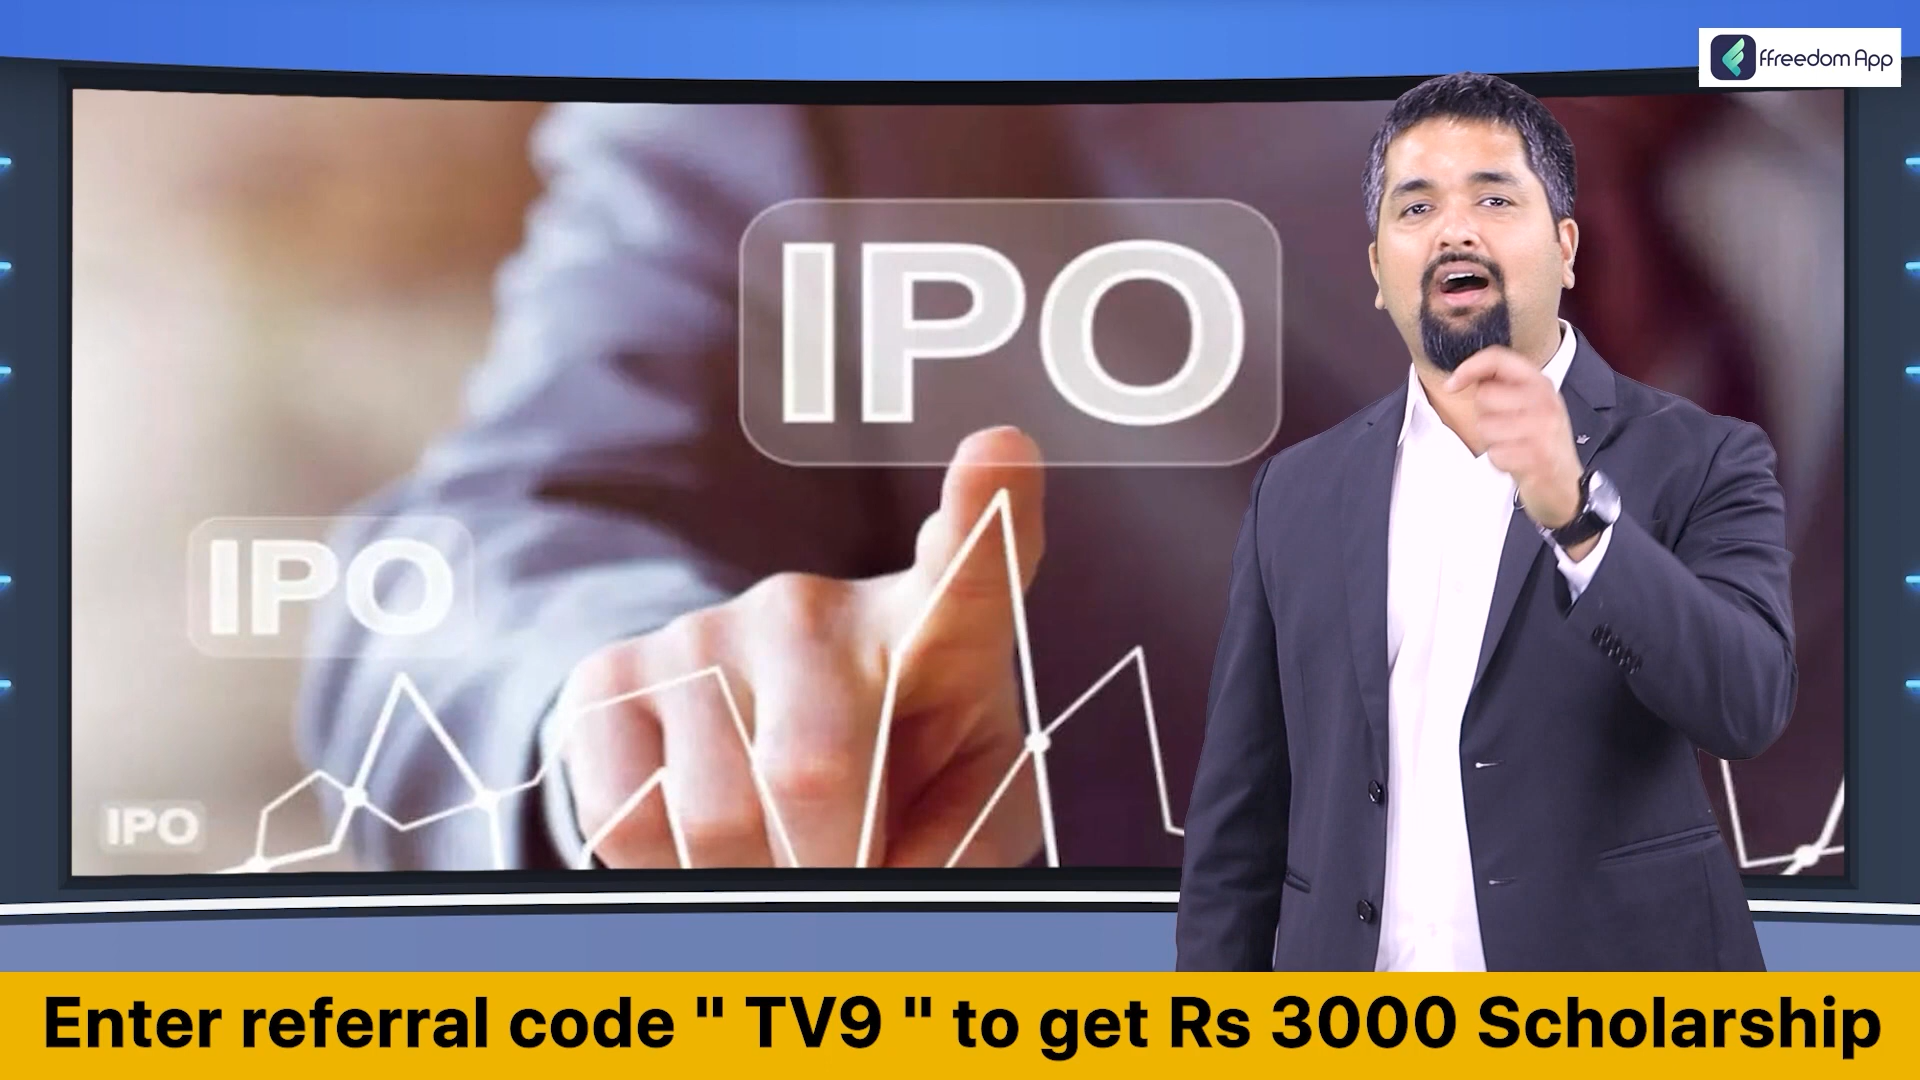 ffreedom App
IPO
IPO
IPO
Enter referral code " TV9 " to get Rs 3000 Scholarship